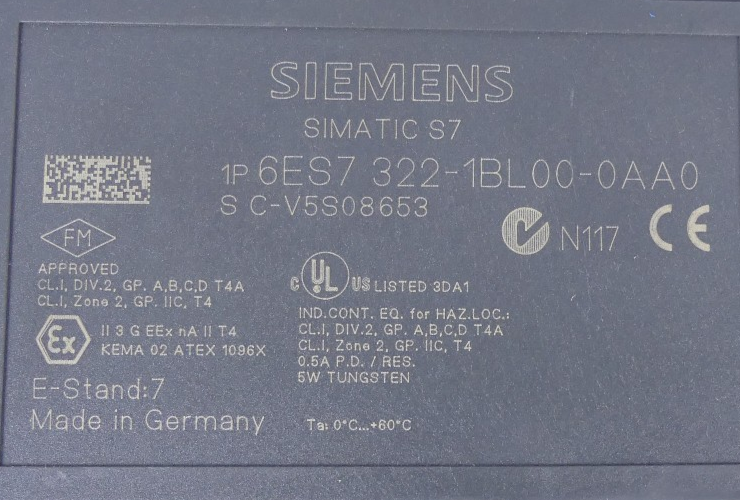 SIEMENS
SIMATIC S7
1P 6ES7 322-1BL00-0AA0
S C-V5S08653
N117 CE
FM
APPROVED
CL.I, DIV.2, GP. A,B,C,D T4A
CL.I, Zone 2, GP. IIC, T4
C UL US LISTED 3DA1
IND.CONT. EQ. for HAZ.LOC.:
CL.I, DIV.2, GP. A,B,C,D T4A
CL.I, Zone 2, GP. IIC, T4
0.5A P.D. / RES.
5W TUNGSTEN
Ex II 3 G EEx nA II T4
KEMA 02 ATEX 1096X
E-Stand:7
Made in Germany
Ta: 0°C...+60°C